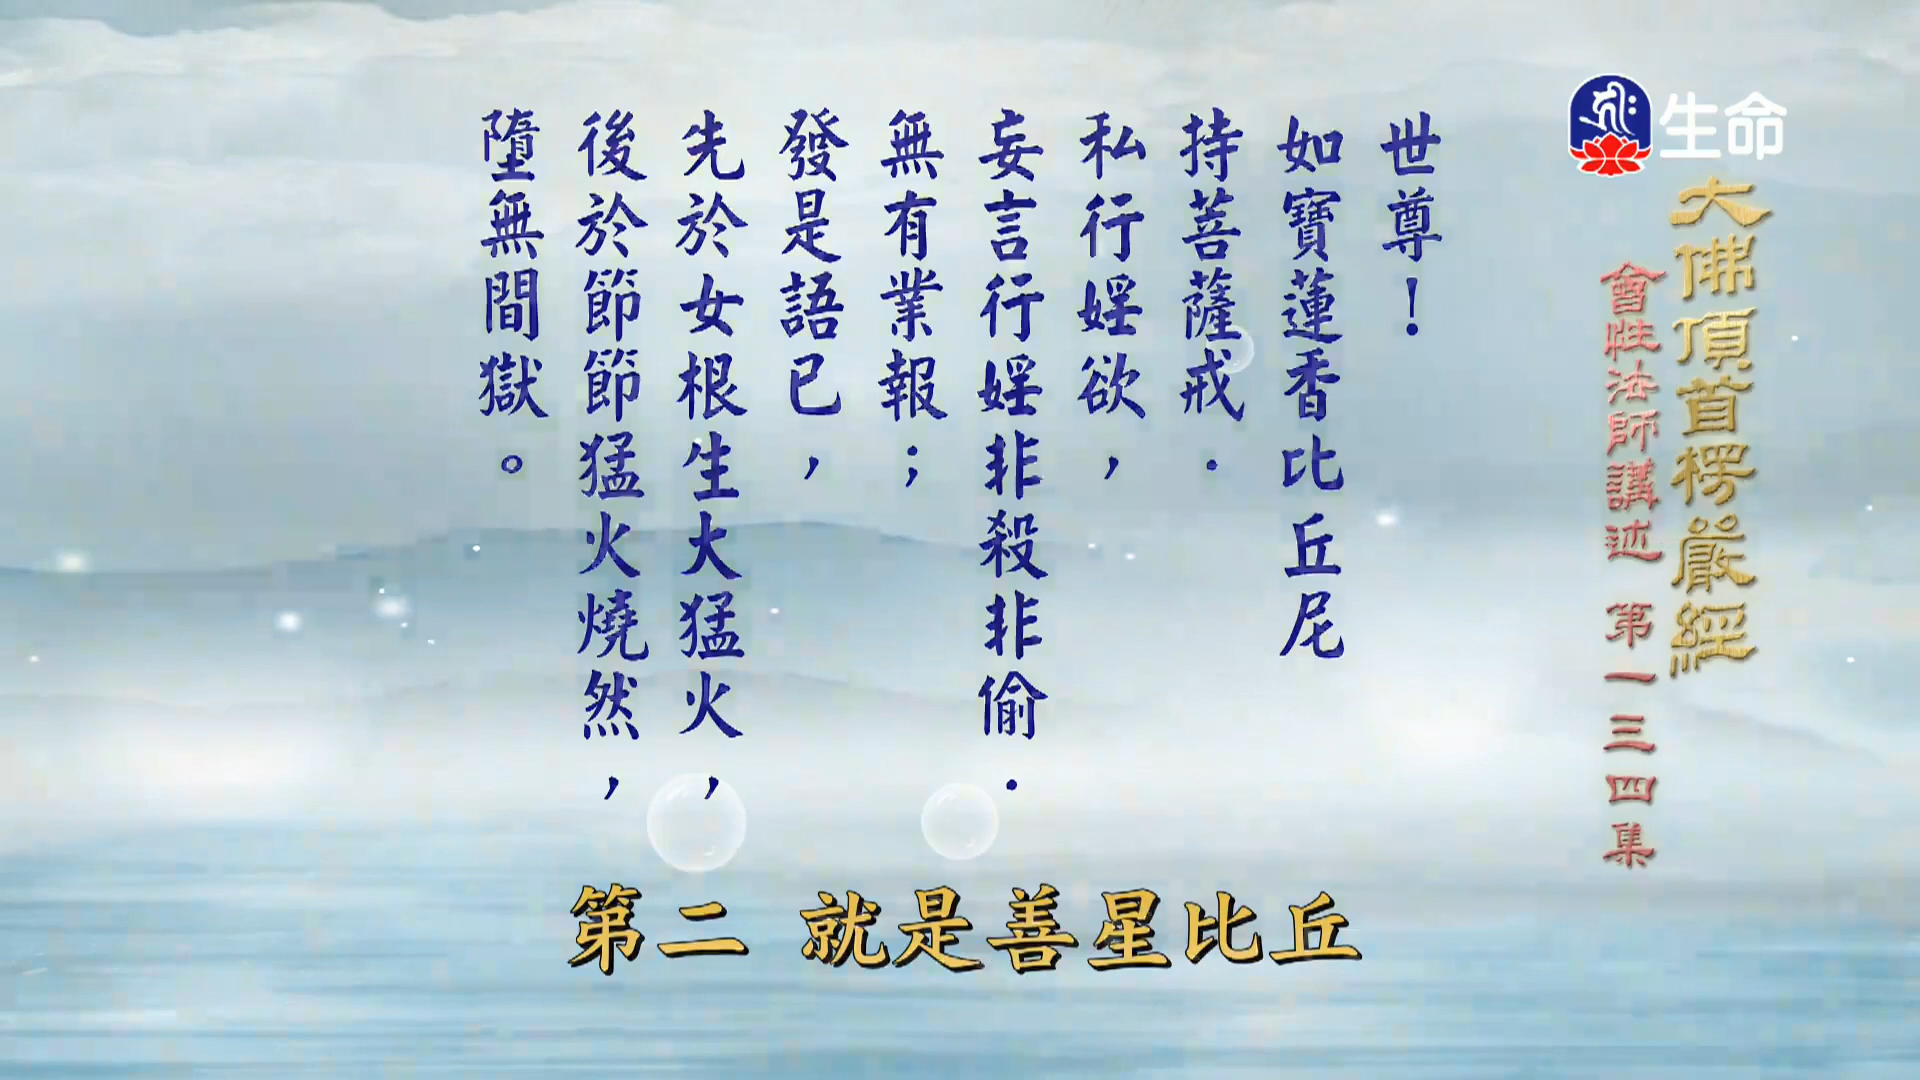 生命
大佛頂首楞嚴經
會性法師講述 第一三四集
世尊！
如寶蓮香比丘尼
持菩薩戒．
私行婬欲，
妄言行婬非殺非偷．
無有業報；
發是語已，
先於女根生大猛火，
後於節節猛火燒然，
墮無間獄。
第二 就是善星比丘